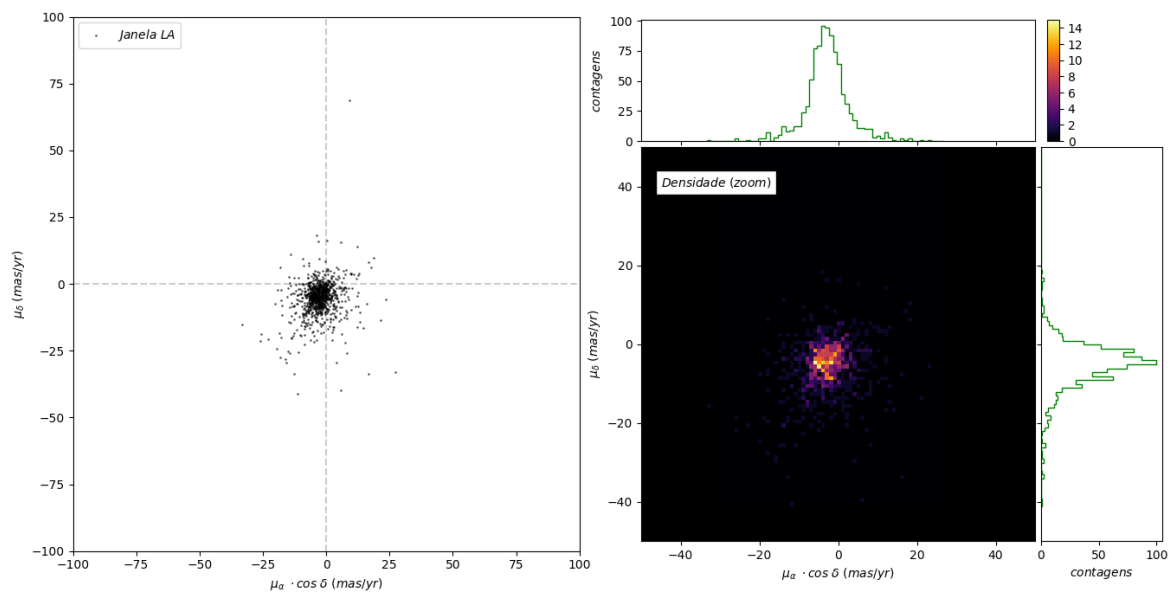 Janela LA
100
75
50
25
0
−25
−50
−75
−100
μδ (mas/yr)
−100 −75 −50 −25 0 25 50 75 100
μα · cos δ (mas/yr)
100
75
50
25
0
contagens
14
12
10
8
6
4
2
0
Densidade (zoom)
40
20
0
−20
−40
μδ (mas/yr)
−40 −20 0 20 40
μα · cos δ (mas/yr)
0 50 100
contagens